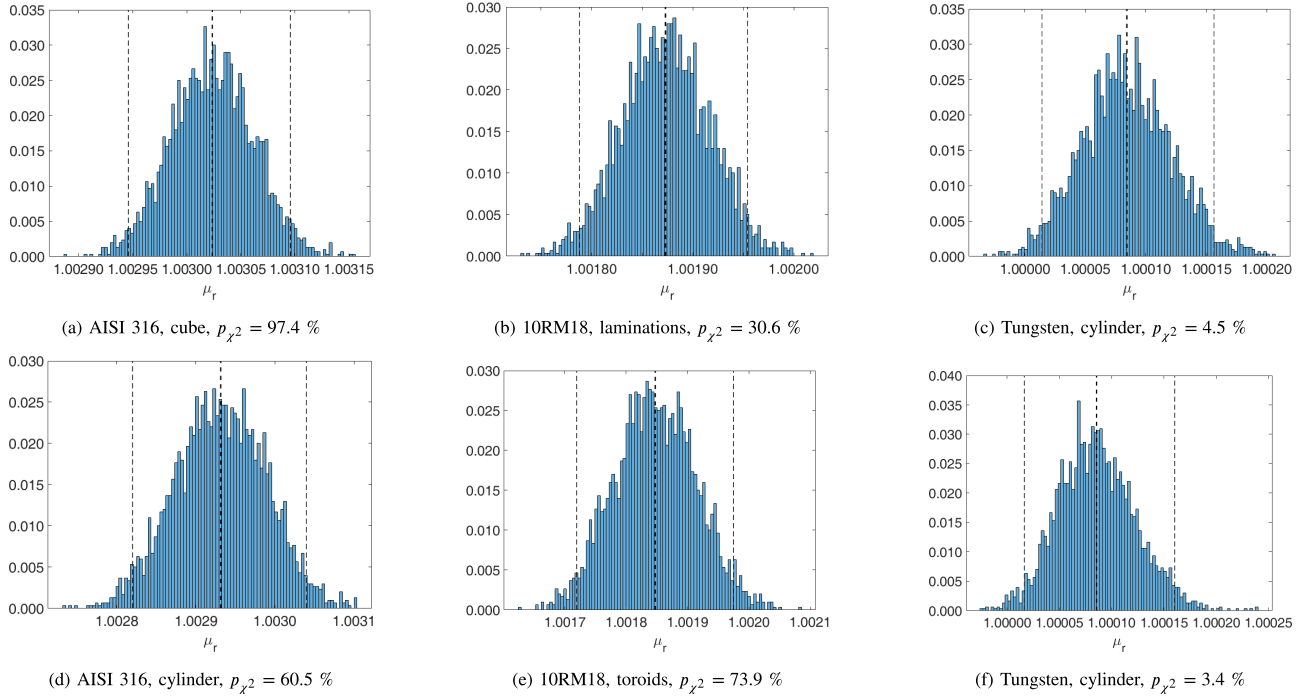 0.035
0.030
0.025
0.020
0.015
0.010
0.005
0.000
1.00290 1.00295 1.00300 1.00305 1.00310 1.00315
μr
(a) AISI 316, cube, pχ2 = 97.4 %
0.030
0.025
0.020
0.015
0.010
0.005
0.000
1.00180 1.00190 1.00200
μr
(b) 10RM18, laminations, pχ2 = 30.6 %
0.035
0.030
0.025
0.020
0.015
0.010
0.005
0.000
1.00000 1.00005 1.00010 1.00015 1.00020
μr
(c) Tungsten, cylinder, pχ2 = 4.5 %
0.030
0.025
0.020
0.015
0.010
0.005
0.000
1.0028 1.0029 1.0030 1.0031
μr
(d) AISI 316, cylinder, pχ2 = 60.5 %
0.030
0.025
0.020
0.015
0.010
0.005
0.000
1.0017 1.0018 1.0019 1.0020 1.0021
μr
(e) 10RM18, toroids, pχ2 = 73.9 %
0.040
0.035
0.030
0.025
0.020
0.015
0.010
0.005
0.000
1.00000 1.00005 1.00010 1.00015 1.00020 1.00025
μr
(f) Tungsten, cylinder, pχ2 = 3.4 %